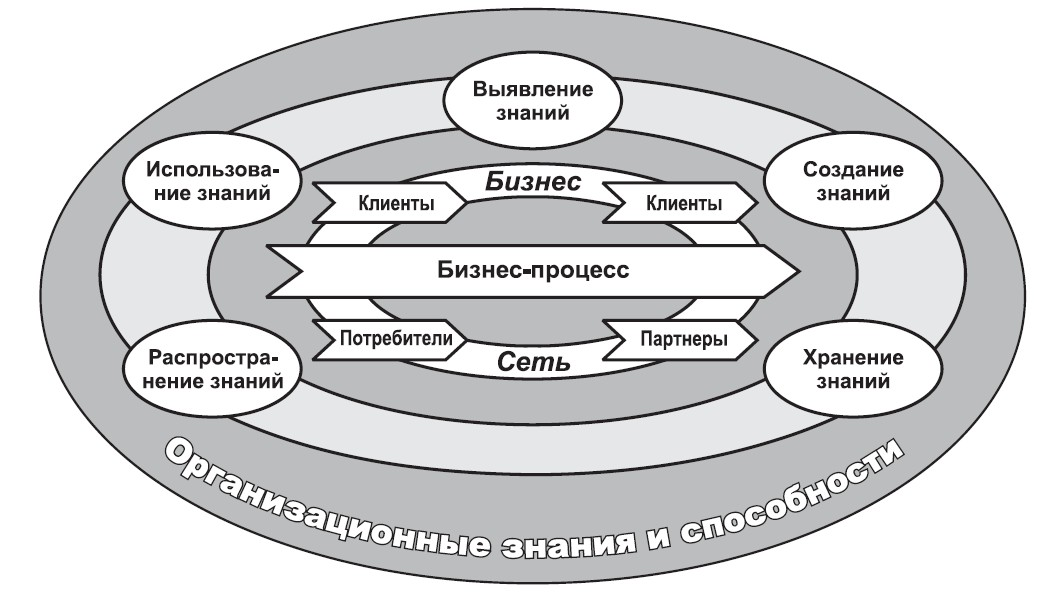 Выявление
знаний
Использова-
ние знаний
Создание
знаний
Бизнес
Клиенты
Клиенты
Бизнес-процесс
Потребители
Партнеры
Сеть
Распростра-
нение знаний
Хранение
знаний
Организационные знания и способности